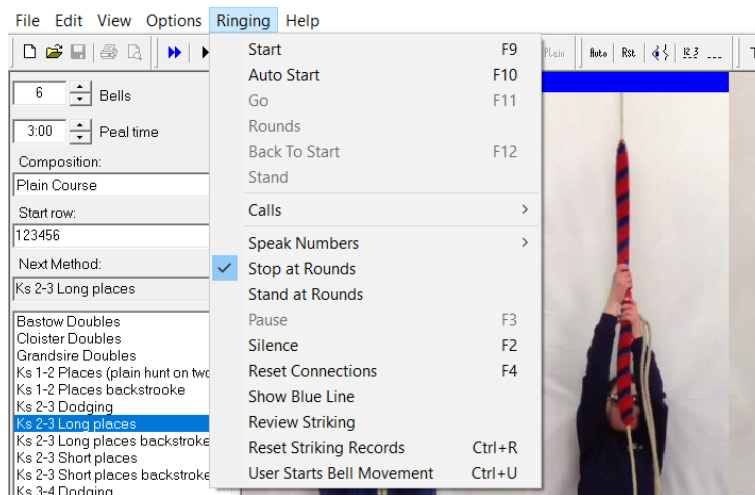 File Edit View Options Ringing Help
Plain Auto Rst 12 3
6 Bells
3:00 Peal time
Composition:
Plain Course
Start row:
123456
Next Method:
Ks 2-3 Long places
Bastow Doubles
Cloister Doubles
Grandsire Doubles
Ks 1-2 Places (plain hunt on two
Ks 1-2 Places backstrooke
Ks 2-3 Dodging
Ks 2-3 Long places
Ks 2-3 Long places backstroke
Ks 2-3 Short places
Ks 2-3 Short places backstroke
Ks 3-4 Dodging
Start F9
Auto Start F10
Go F11
Rounds
Back To Start F12
Stand
Calls
Speak Numbers
Stop at Rounds
Stand at Rounds
Pause F3
Silence F2
Reset Connections F4
Show Blue Line
Review Striking
Reset Striking Records Ctrl+R
User Starts Bell Movement Ctrl+U